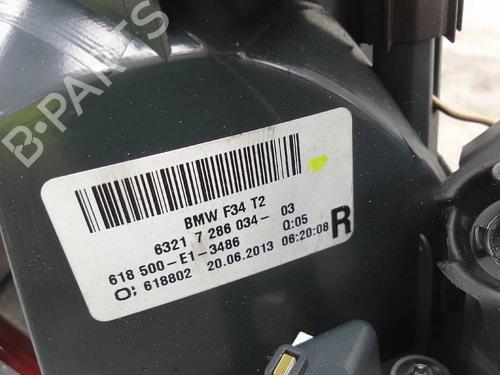 B-PARTS
BMW F34 T2
6321 7 286 034- 03
618 500-E1-3486 Q:05
O; 618802 20.06.2013 06:20:08
R